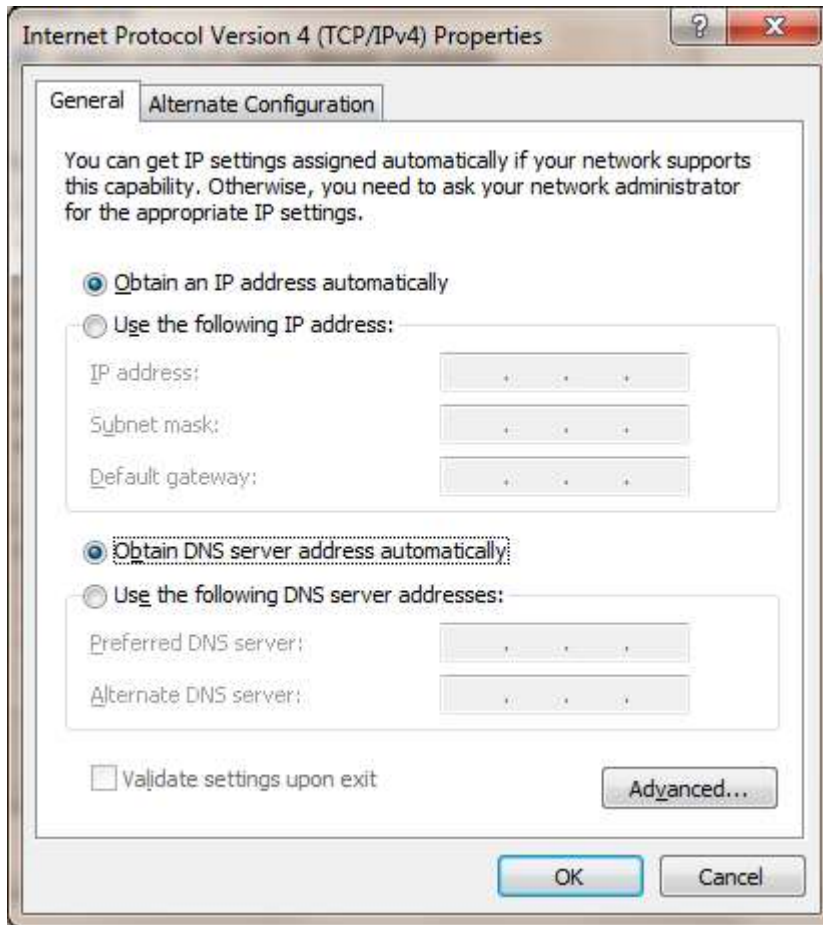 Internet Protocol Version 4 (TCP/IPv4) Properties
?
X
General
Alternate Configuration
You can get IP settings assigned automatically if your network supports
this capability. Otherwise, you need to ask your network administrator
for the appropriate IP settings.
Obtain an IP address automatically
Use the following IP address:
IP address: . . .
Subnet mask: . . .
Default gateway: . . .
Obtain DNS server address automatically
Use the following DNS server addresses:
Preferred DNS server: . . .
Alternate DNS server: . . .
Validate settings upon exit
Advanced...
OK
Cancel